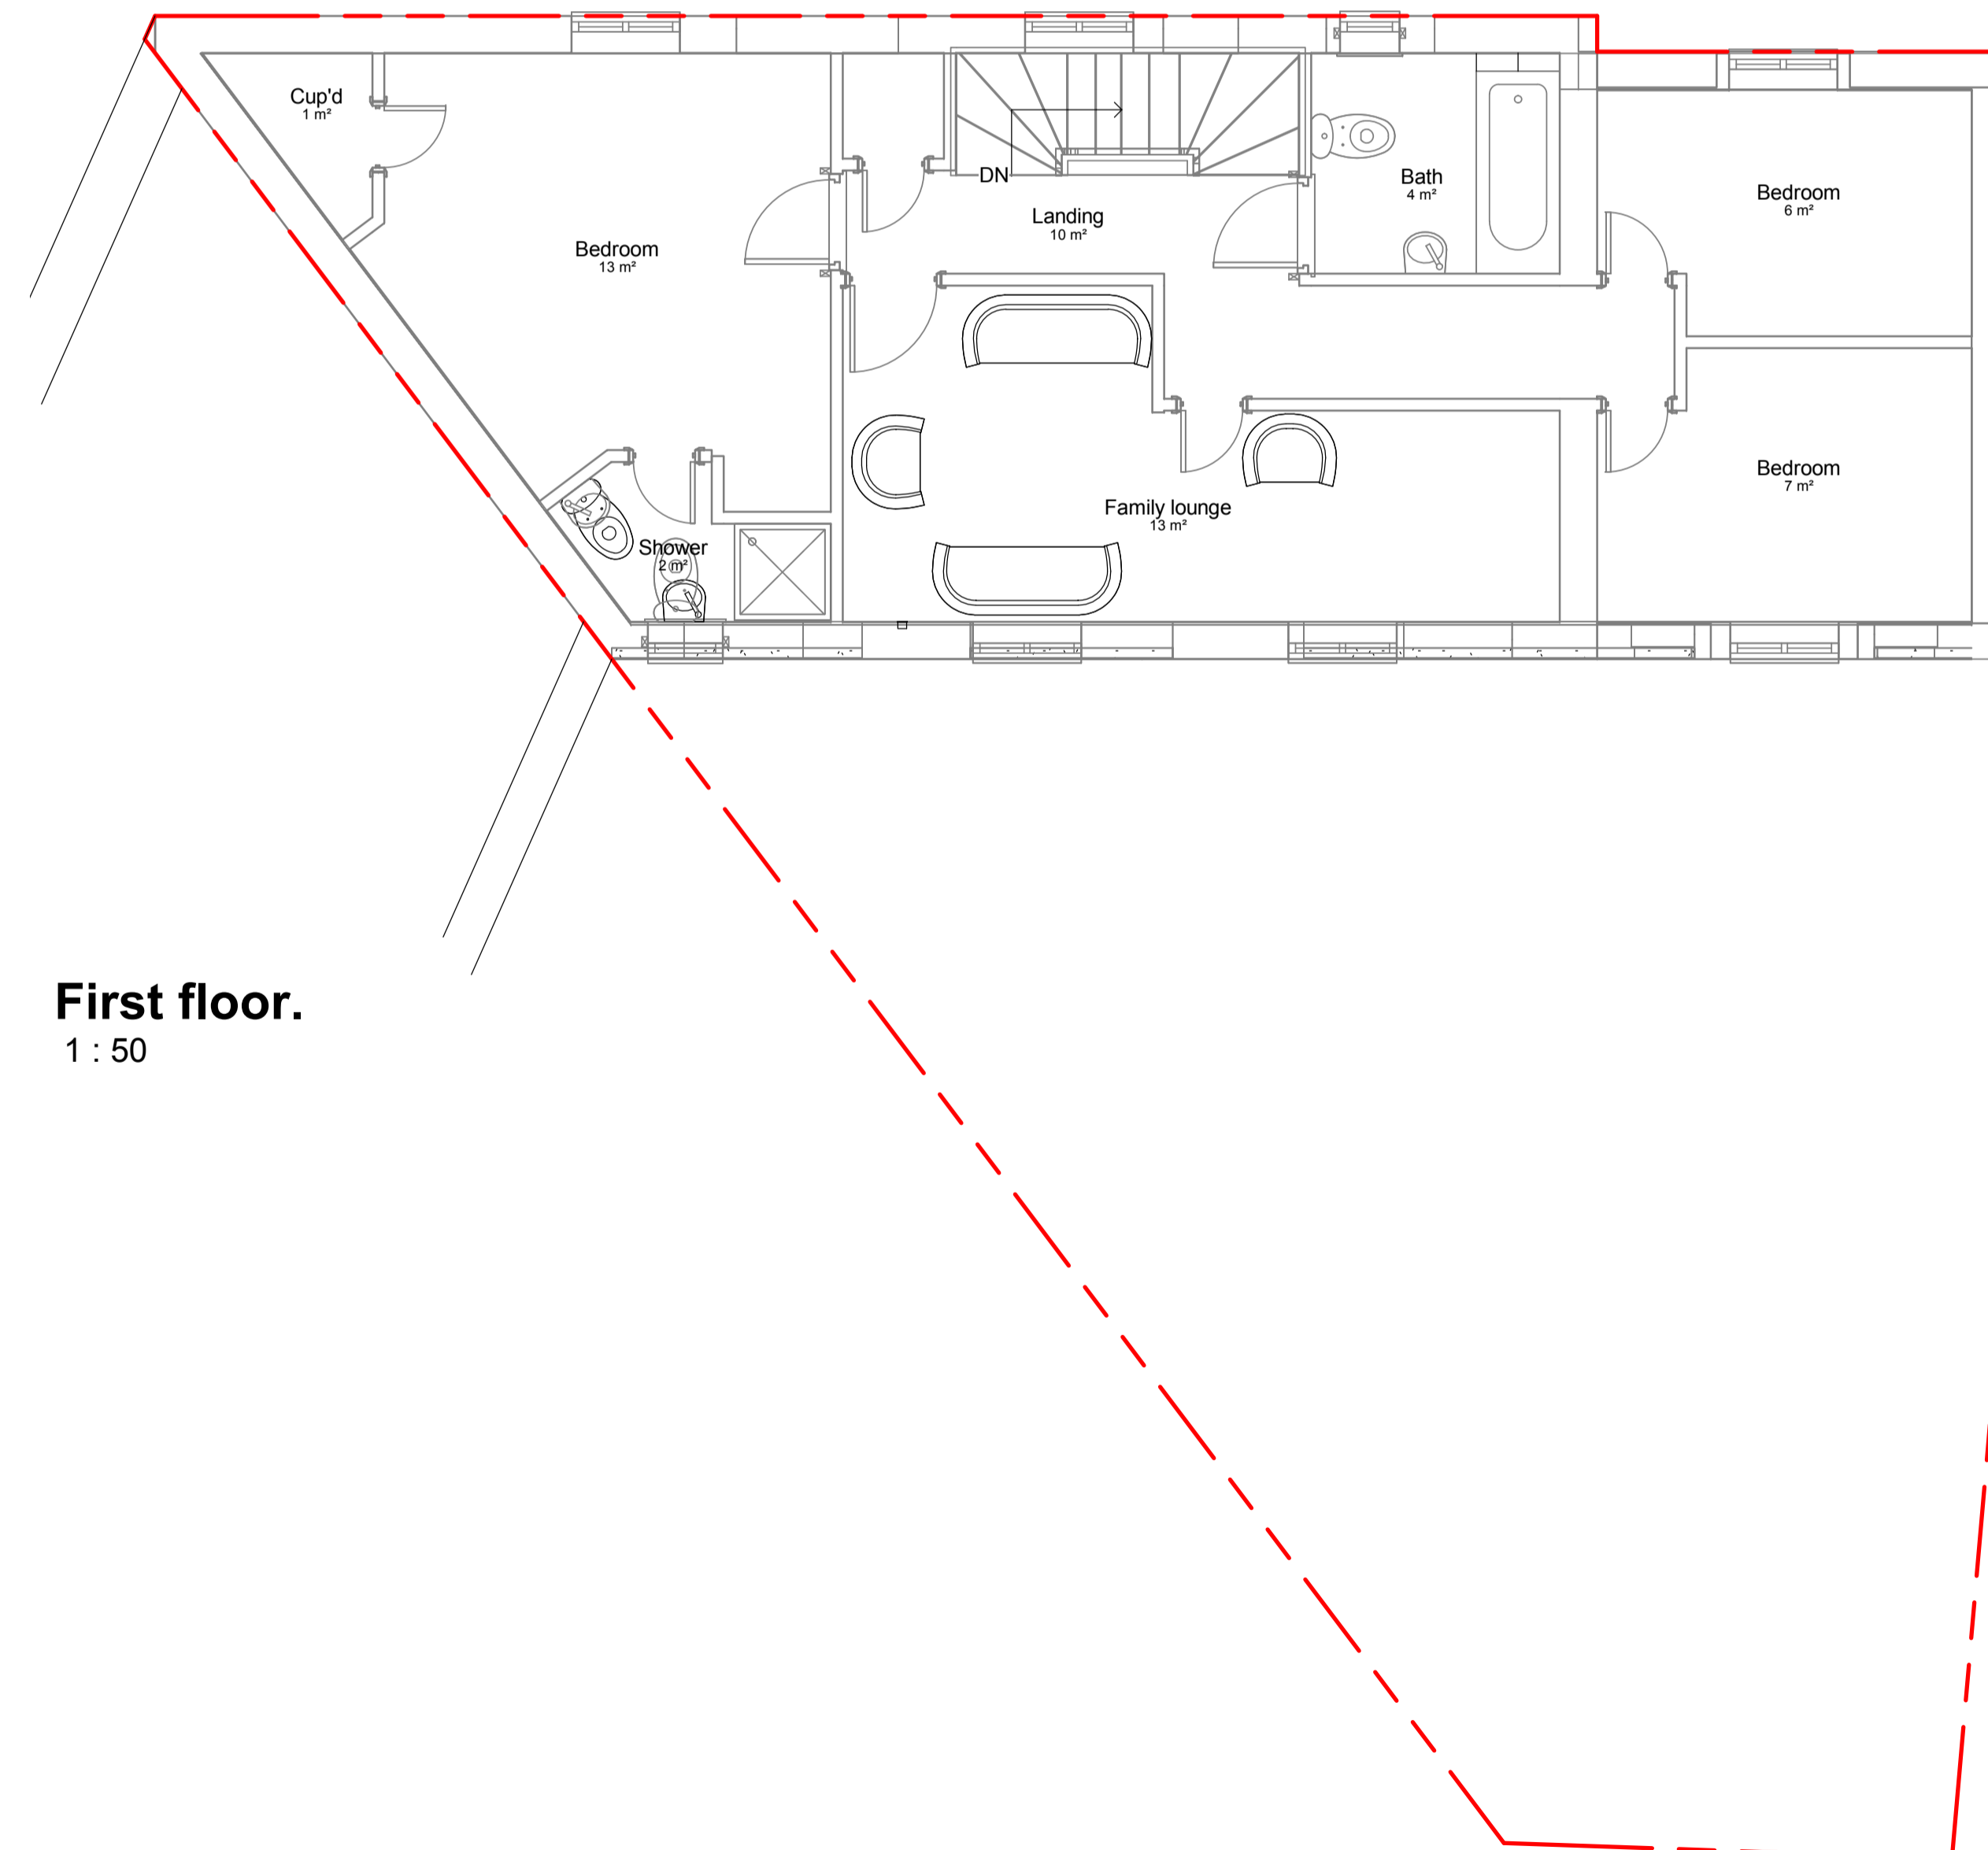 Cup'd
1 m²
Bedroom
13 m²
DN
Landing
10 m²
Bath
4 m²
Bedroom
6 m²
Shower
2 m²
Family lounge
13 m²
Bedroom
7 m²
First floor.
1 : 50